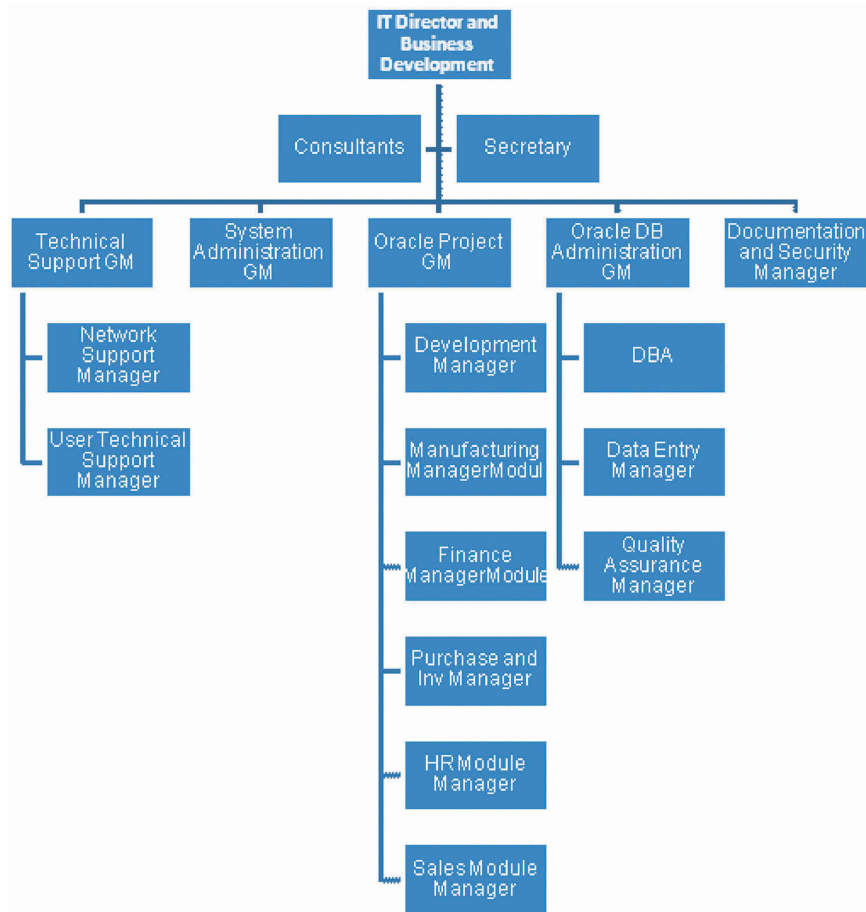 IT Director and
Business
Development
Consultants
Secretary
Technical
Support GM
System
Administration
GM
Oracle Project
GM
Oracle DB
Administration
GM
Documentation
and Security
Manager
Network
Support
Manager
User Technical
Support
Manager
Development
Manager
Manufacturing
ManagerModul
Finance
ManagerModule
Purchase and
Inv Manager
HR Module
Manager
Sales Module
Manager
DBA
Data Entry
Manager
Quality
Assurance
Manager